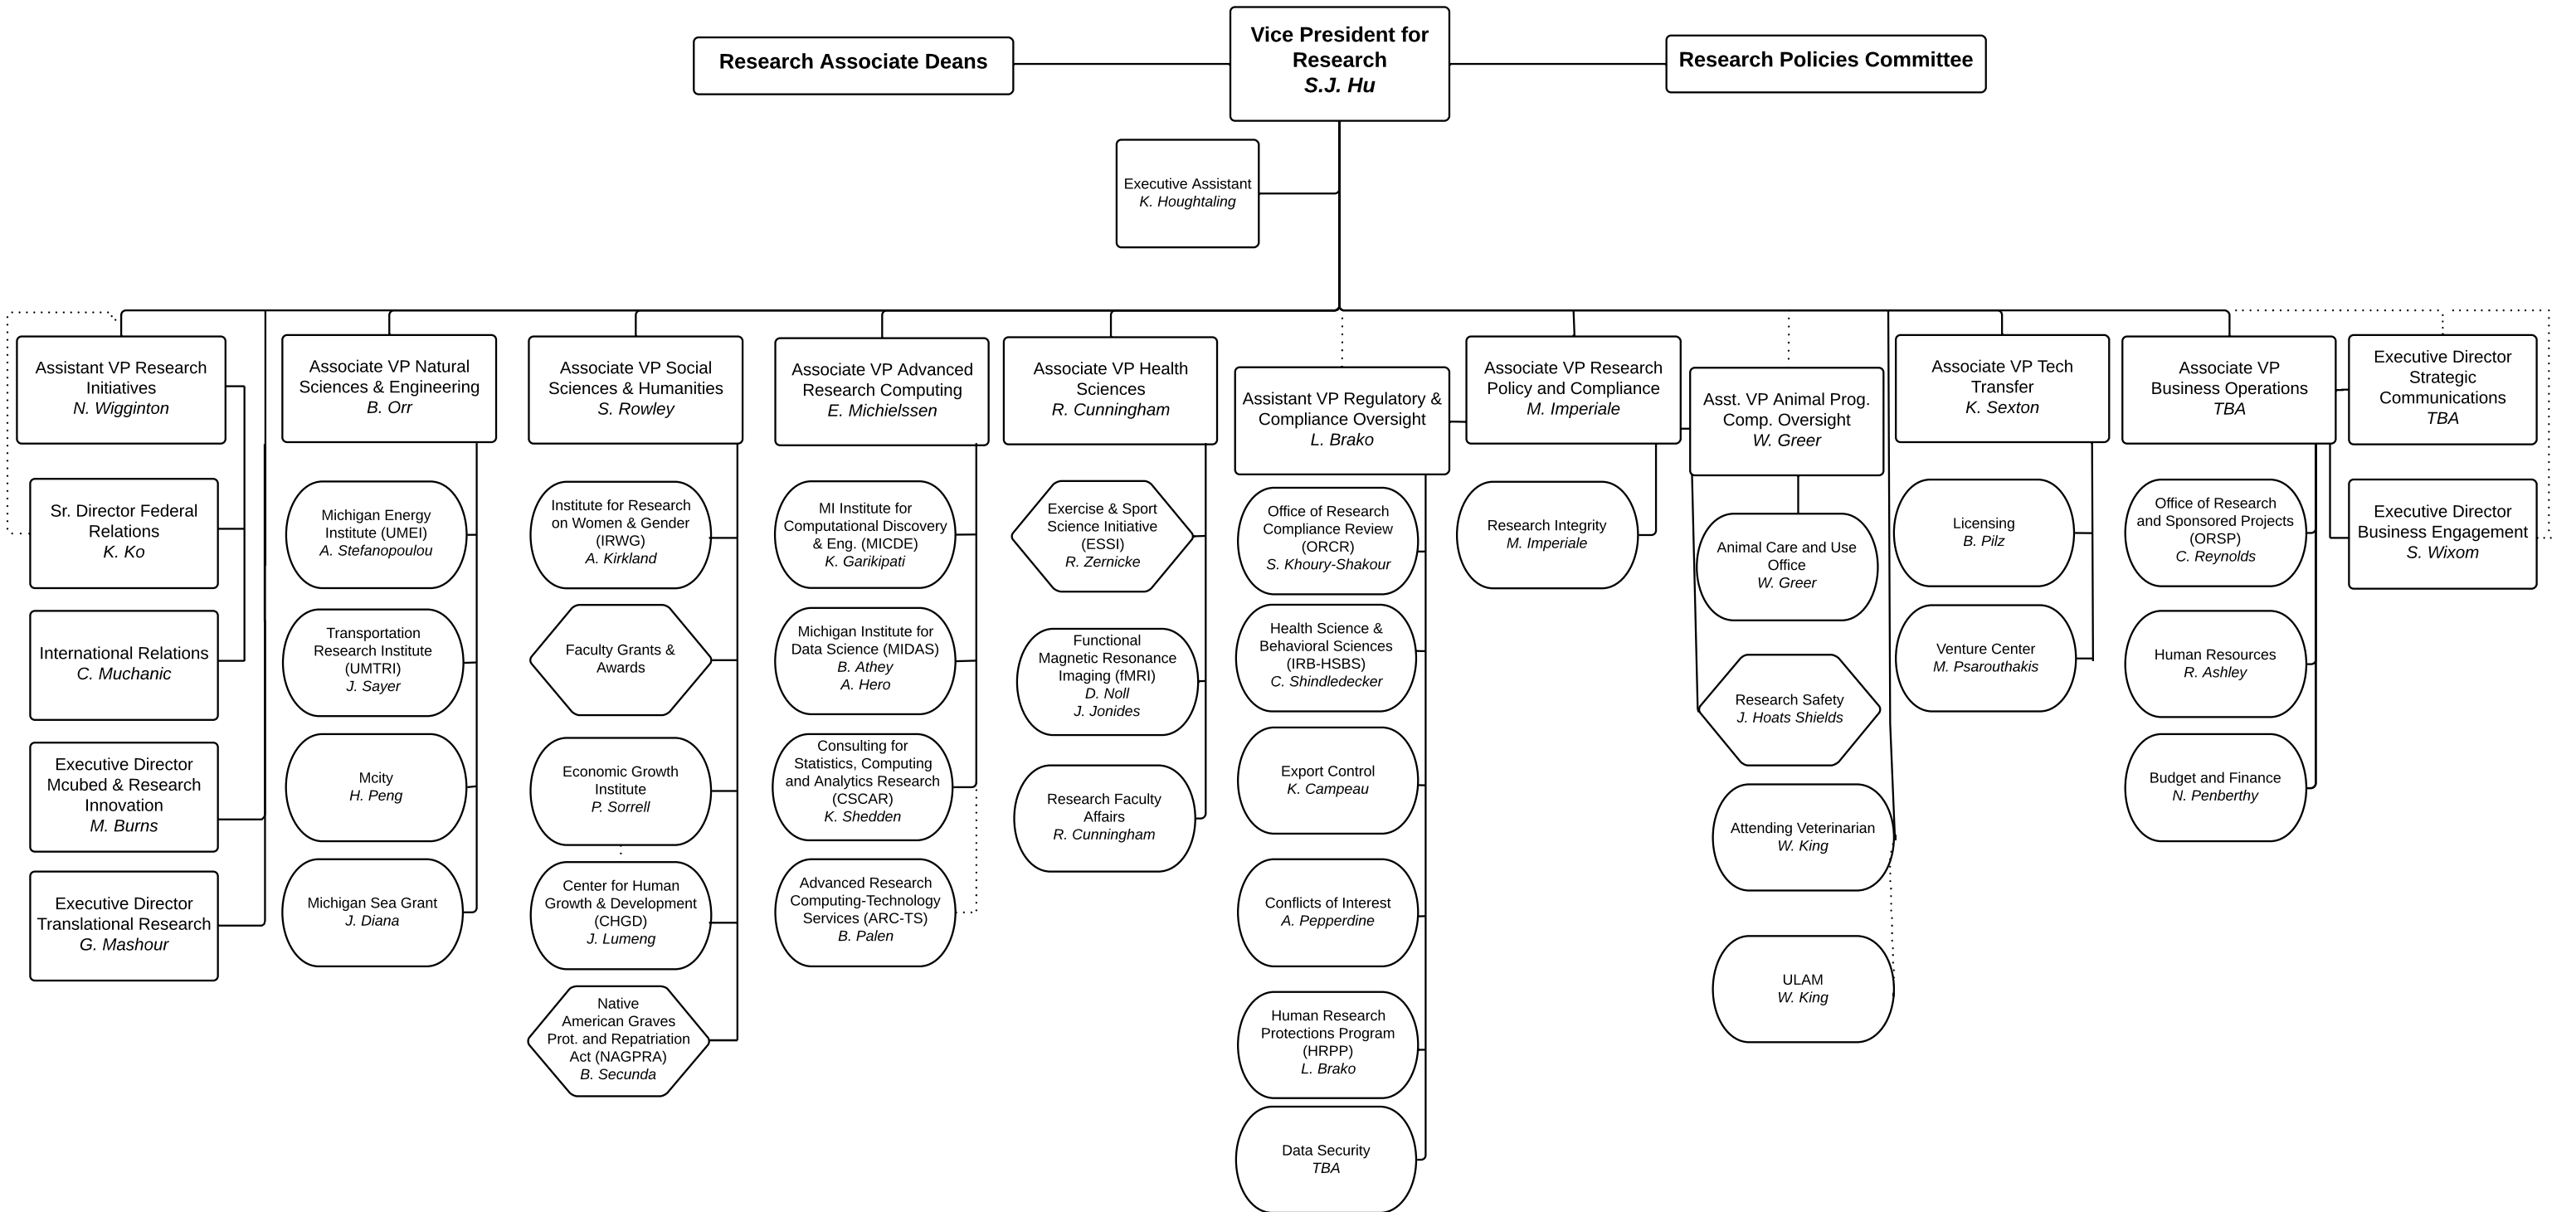 Research Associate Deans
Vice President for
Research
S.J. Hu
Research Policies Committee
Executive Assistant
K. Houghtaling
Assistant VP Research
Initiatives
N. Wigginton
Sr. Director Federal
Relations
K. Ko
International Relations
C. Muchanic
Executive Director
Mcubed & Research
Innovation
M. Burns
Executive Director
Translational Research
G. Mashour
Associate VP Natural
Sciences & Engineering
B. Orr
Michigan Energy
Institute (UMEI)
A. Stefanopoulou
Transportation
Research Institute
(UMTRI)
J. Sayer
Mcity
H. Peng
Michigan Sea Grant
J. Diana
Associate VP Social
Sciences & Humanities
S. Rowley
Institute for Research
on Women & Gender
(IRWG)
A. Kirkland
Faculty Grants &
Awards
Economic Growth
Institute
P. Sorrell
Center for Human
Growth & Development
(CHGD)
J. Lumeng
Native
American Graves
Prot. and Repatriation
Act (NAGPRA)
B. Secunda
Associate VP Advanced
Research Computing
E. Michielssen
MI Institute for
Computational Discovery
& Eng. (MICDE)
K. Garikipati
Michigan Institute for
Data Science (MIDAS)
B. Athey
A. Hero
Consulting for
Statistics, Computing
and Analytics Research
(CSCAR)
K. Shedden
Advanced Research
Computing-Technology
Services (ARC-TS)
B. Palen
Associate VP Health
Sciences
R. Cunningham
Exercise & Sport
Science Initiative
(ESSI)
R. Zernicke
Functional
Magnetic Resonance
Imaging (fMRI)
D. Noll
J. Jonides
Research Faculty
Affairs
R. Cunningham
Assistant VP Regulatory &
Compliance Oversight
L. Brako
Office of Research
Compliance Review
(ORCR)
S. Khoury-Shakour
Health Science &
Behavioral Sciences
(IRB-HSBS)
C. Shindledecker
Export Control
K. Campeau
Conflicts of Interest
A. Pepperdine
Human Research
Protections Program
(HRPP)
L. Brako
Data Security
TBA
Associate VP Research
Policy and Compliance
M. Imperiale
Research Integrity
M. Imperiale
Asst. VP Animal Prog.
Comp. Oversight
W. Greer
Animal Care and Use
Office
W. Greer
Research Safety
J. Hoats Shields
Attending Veterinarian
W. King
ULAM
W. King
Associate VP Tech
Transfer
K. Sexton
Licensing
B. Pilz
Venture Center
M. Psarouthakis
Associate VP
Business Operations
TBA
Office of Research
and Sponsored Projects
(ORSP)
C. Reynolds
Human Resources
R. Ashley
Budget and Finance
N. Penberthy
Executive Director
Strategic
Communications
TBA
Executive Director
Business Engagement
S. Wixom